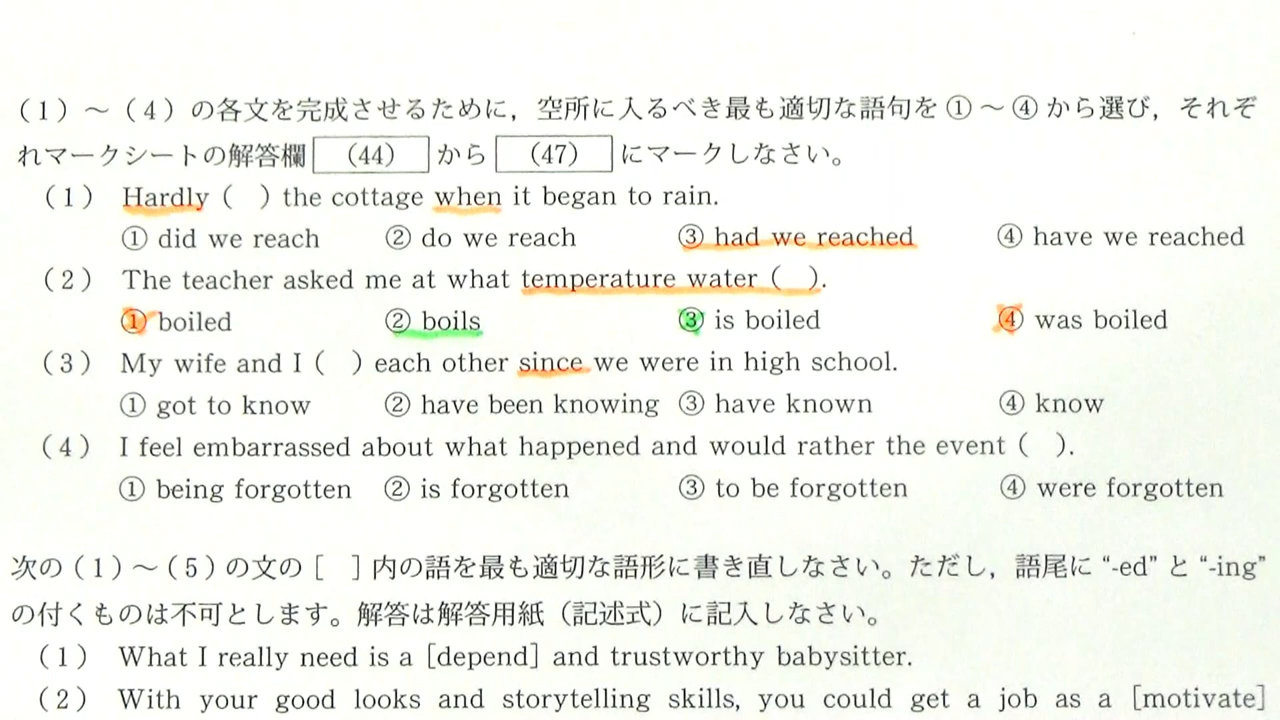 (1)～(4)の各文を完成させるために，空所に入るべき最も適切な語句を①～④から選び，それぞ
れマークシートの解答欄 (44) から (47) にマークしなさい。
(1) Hardly (　) the cottage when it began to rain.
① did we reach ② do we reach ③ had we reached ④ have we reached
(2) The teacher asked me at what temperature water (　).
① boiled ② boils ③ is boiled ④ was boiled
(3) My wife and I (　) each other since we were in high school.
① got to know ② have been knowing ③ have known ④ know
(4) I feel embarrassed about what happened and would rather the event (　).
① being forgotten ② is forgotten ③ to be forgotten ④ were forgotten
次の(1)～(5)の文の［　］内の語を最も適切な語形に書き直しなさい。ただし，語尾に“-ed”と“-ing”
の付くものは不可とします。解答は解答用紙（記述式）に記入しなさい。
(1) What I really need is a [depend] and trustworthy babysitter.
(2) With your good looks and storytelling skills, you could get a job as a [motivate]